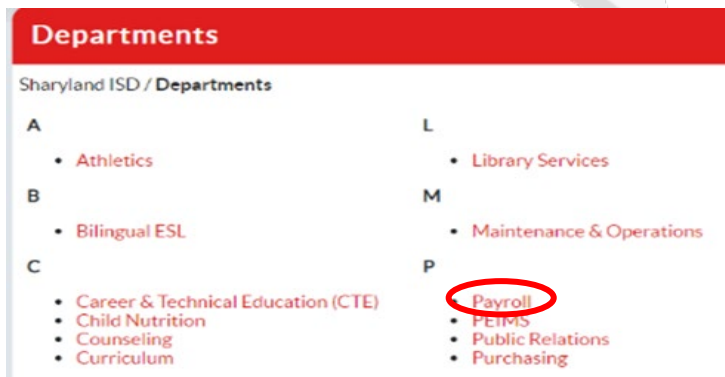 Departments
Sharyland ISD / Departments
A
• Athletics
B
• Bilingual ESL
C
• Career & Technical Education (CTE)
• Child Nutrition
• Counseling
• Curriculum
L
• Library Services
M
• Maintenance & Operations
P
• Payroll
• PEIMS
• Public Relations
• Purchasing